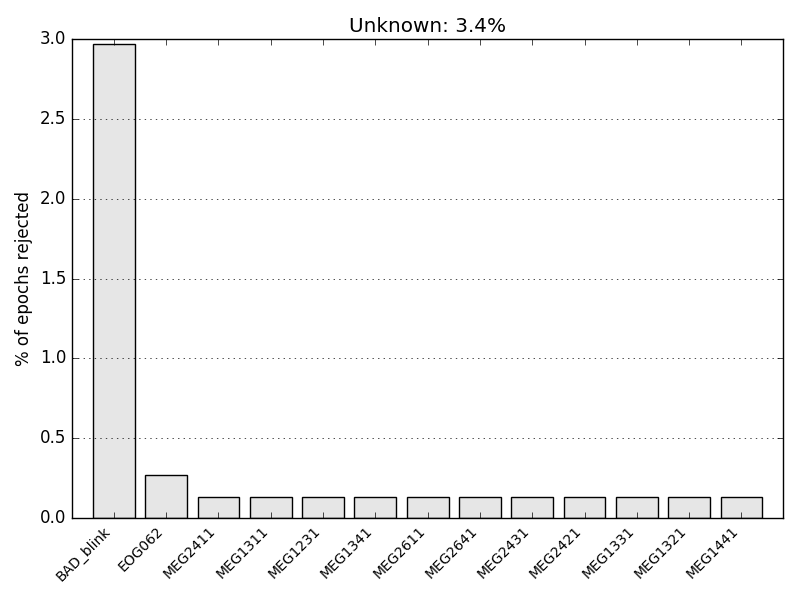 Unknown: 3.4%
% of epochs rejected
3.0
2.5
2.0
1.5
1.0
0.5
0.0
BAD_blink
EOG062
MEG2411
MEG1311
MEG1231
MEG1341
MEG2611
MEG2641
MEG2431
MEG2421
MEG1331
MEG1321
MEG1441